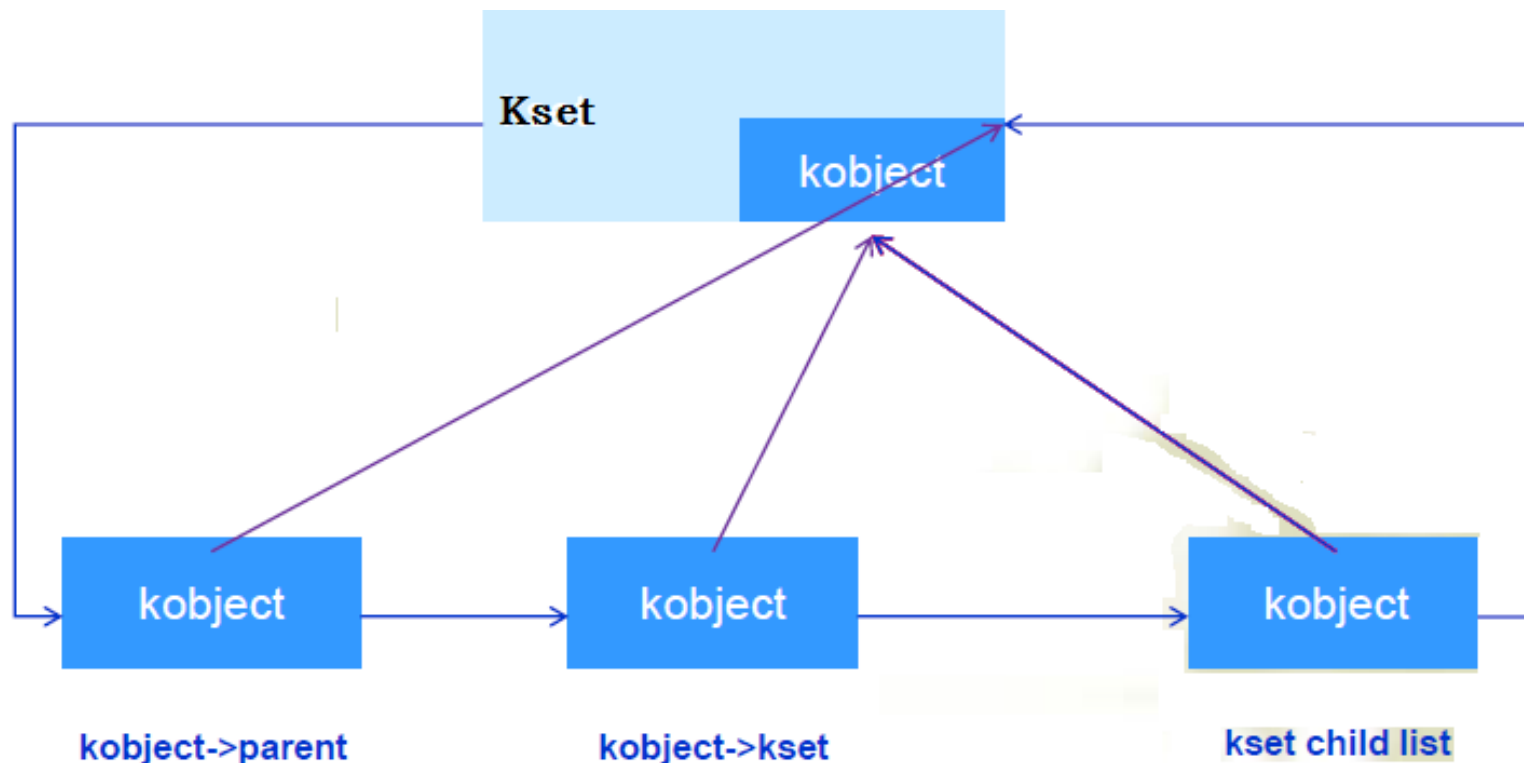 Kset
kobject
kobject
kobject
kobject
kobject->parent
kobject->kset
kset child list